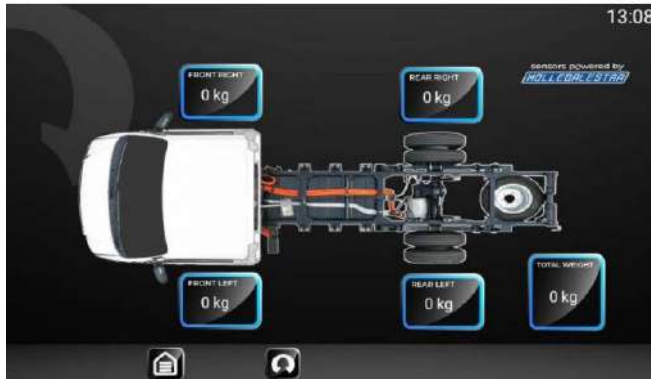 13:08
FRONT RIGHT
0 kg
REAR RIGHT
0 kg
sensors powered by
MOLLEBALESTRA
FRONT LEFT
0 kg
REAR LEFT
0 kg
TOTAL WEIGHT
0 kg